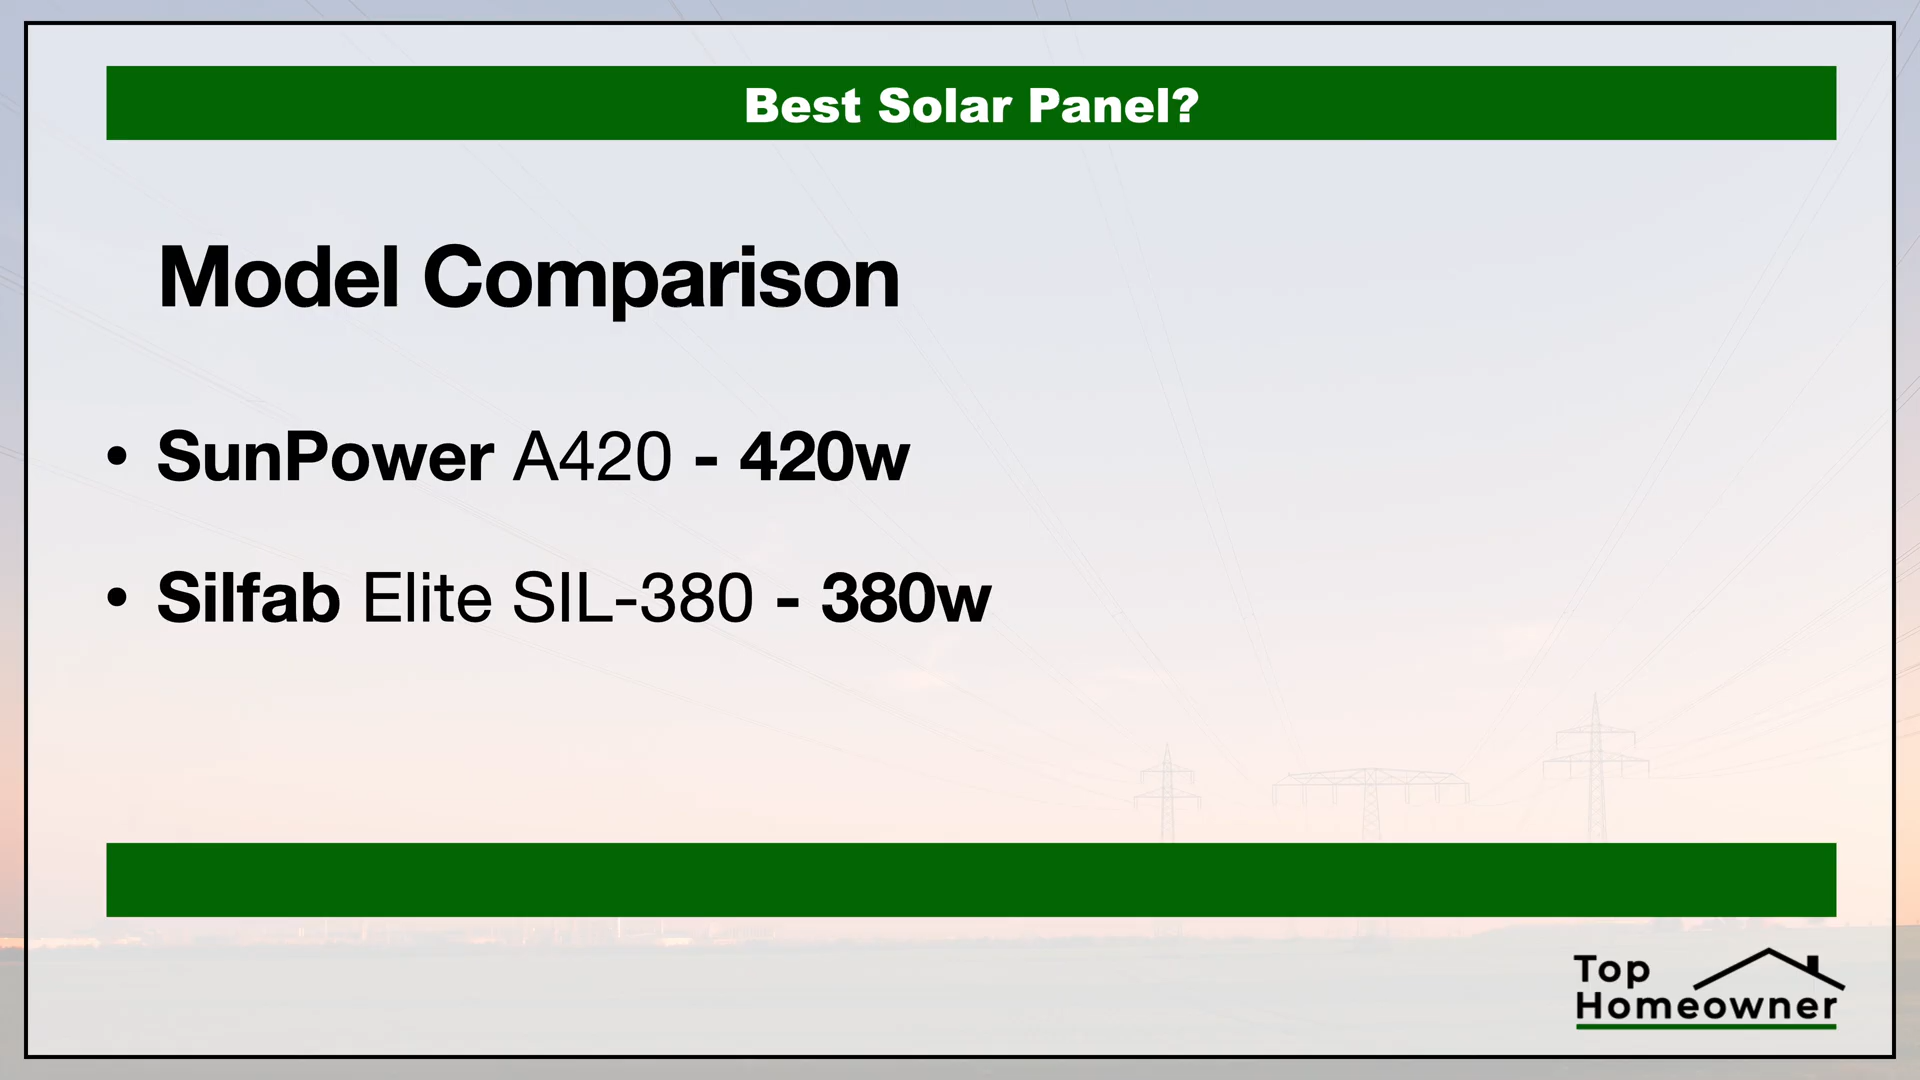 Best Solar Panel?
Model Comparison
• SunPower A420 - 420w
• Silfab Elite SIL-380 - 380w
Top
Homeowner